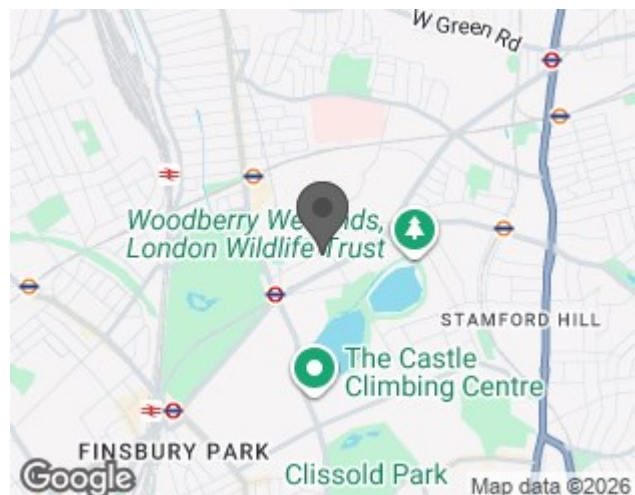 W Green Rd
Woodberry Wetlands,
London Wildlife Trust
STAMFORD HILL
The Castle
Climbing Centre
FINSBURY PARK
Clissold Park
Google
Map data ©2026